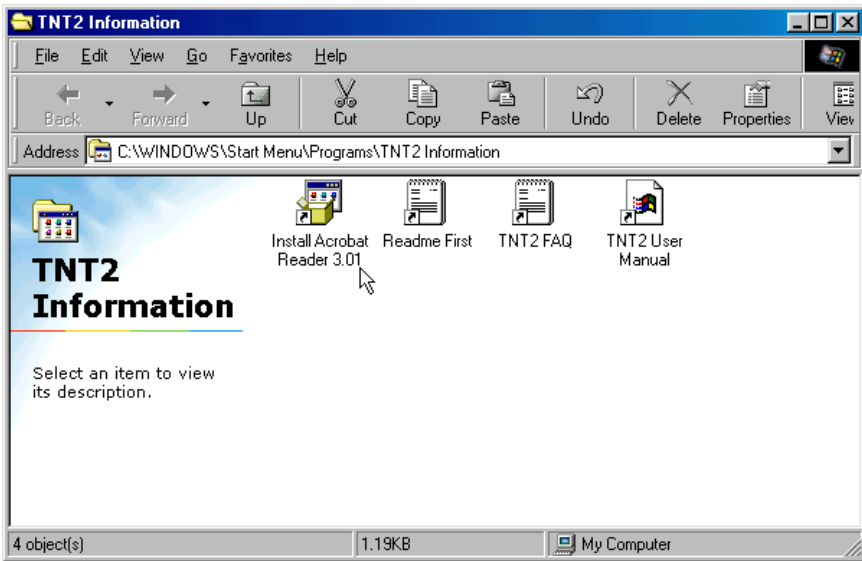 TNT2 Information
File Edit View Go Favorites Help
Back Forward Up Cut Copy Paste Undo Delete Properties View
Address C:\WINDOWS\Start Menu\Programs\TNT2 Information
Install Acrobat Reader 3.01
Readme First
TNT2 FAQ
TNT2 User Manual
TNT2
Information
Select an item to view
its description.
4 object(s) 1.19KB My Computer